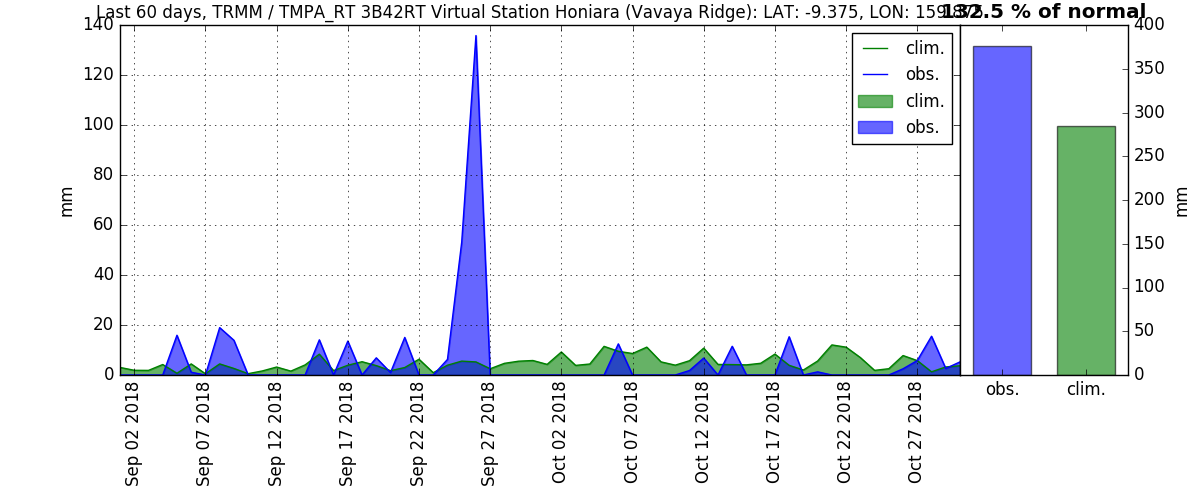 Last 60 days, TRMM / TMPA_RT 3B42RT Virtual Station Honiara (Vavaya Ridge): LAT: -9.375, LON:
132.5 % of normal
140
120
100
80
60
40
20
0
mm
clim.
obs.
clim.
obs.
400
350
300
250
200
150
100
50
0
mm
obs.
clim.
Sep 02 2018
Sep 07 2018
Sep 12 2018
Sep 17 2018
Sep 22 2018
Sep 27 2018
Oct 02 2018
Oct 07 2018
Oct 12 2018
Oct 17 2018
Oct 22 2018
Oct 27 2018